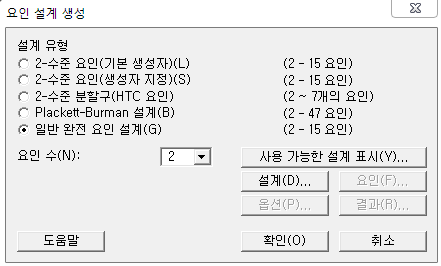 요인 설계 생성
설계 유형
2-수준 요인(기본 생성자)(L) (2 - 15 요인)
2-수준 요인(생성자 지정)(S) (2 - 15 요인)
2-수준 분할구(HTC 요인) (2 ~ 7개의 요인)
Plackett-Burman 설계(B) (2 - 47 요인)
일반 완전 요인 설계(G) (2 - 15 요인)
요인 수(N): 2 사용 가능한 설계 표시(Y)...
설계(D)... 요인(F)...
옵션(P)... 결과(R)...
도움말 확인(O) 취소